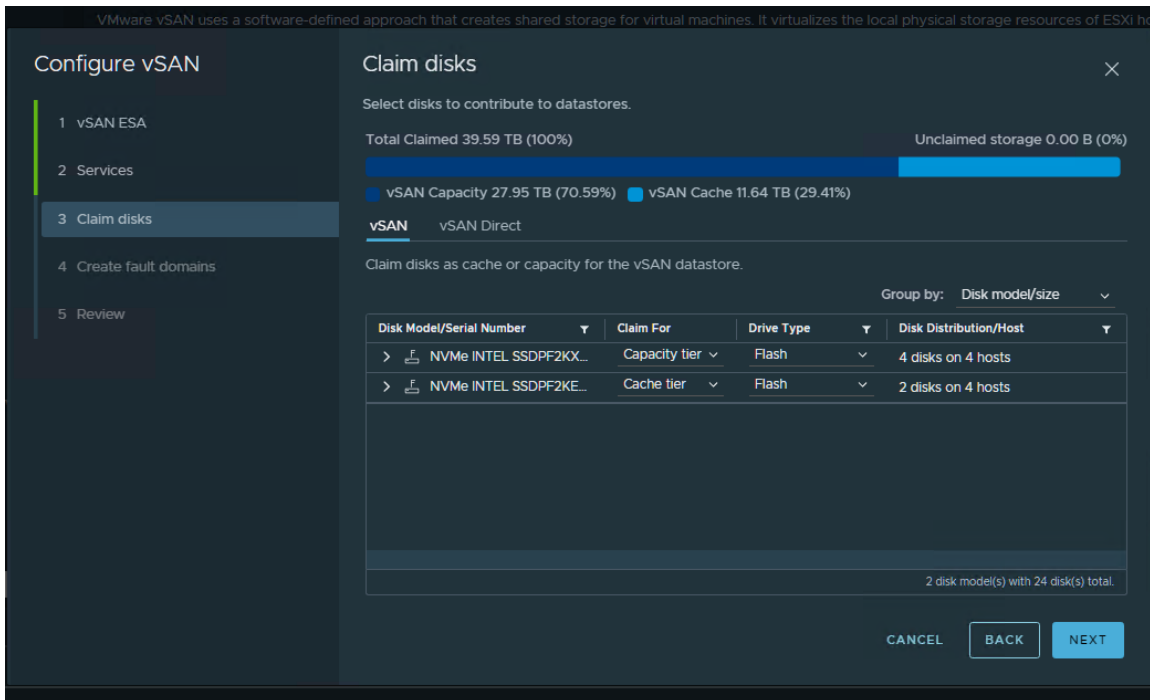 VMware vSAN uses a software-defined approach that creates shared storage for virtual machines. It virtualizes the local physical storage resources of ESXi ho
Configure vSAN
1 vSAN ESA
2 Services
3 Claim disks
4 Create fault domains
5 Review
Claim disks
Select disks to contribute to datastores.
Total Claimed 39.59 TB (100%) Unclaimed storage 0.00 B (0%)
vSAN Capacity 27.95 TB (70.59%) vSAN Cache 11.64 TB (29.41%)
vSAN vSAN Direct
Claim disks as cache or capacity for the vSAN datastore.
Group by: Disk model/size
Disk Model/Serial Number Claim For Drive Type Disk Distribution/Host
NVMe INTEL SSDPF2KX... Capacity tier Flash 4 disks on 4 hosts
NVMe INTEL SSDPF2KE... Cache tier Flash 2 disks on 4 hosts
2 disk model(s) with 24 disk(s) total.
CANCEL BACK NEXT